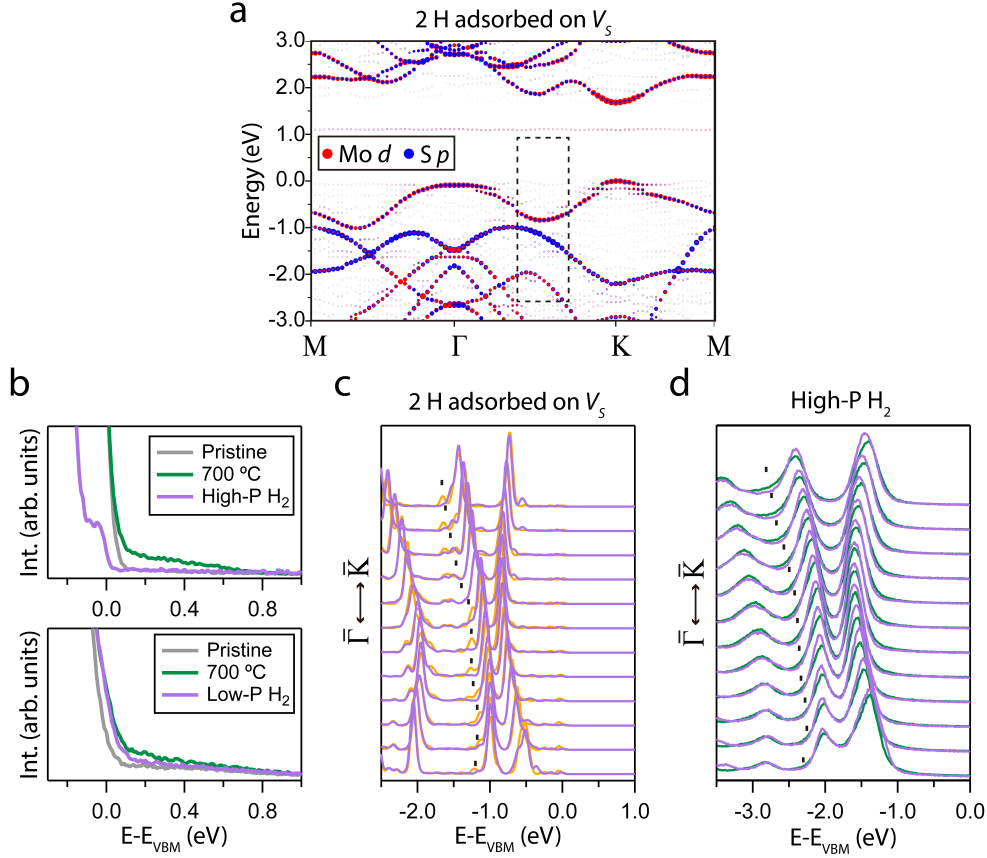 a
2 H adsorbed on V_S
3.0
2.0
1.0
0.0
-1.0
-2.0
-3.0
Energy (eV)
Mo d
S p
M
Γ
K
M
b
Int. (arb. units)
Pristine
700 ºC
High-P H₂
0.0
0.4
0.8
Int. (arb. units)
Pristine
700 ºC
Low-P H₂
0.0
0.4
0.8
E-E_VBM (eV)
c
2 H adsorbed on V_S
Γ̅ ⟷ K̅
-2.0
-1.0
0.0
1.0
E-E_VBM (eV)
d
High-P H₂
Γ̅ ⟷ K̅
-3.0
-2.0
-1.0
0.0
E-E_VBM (eV)